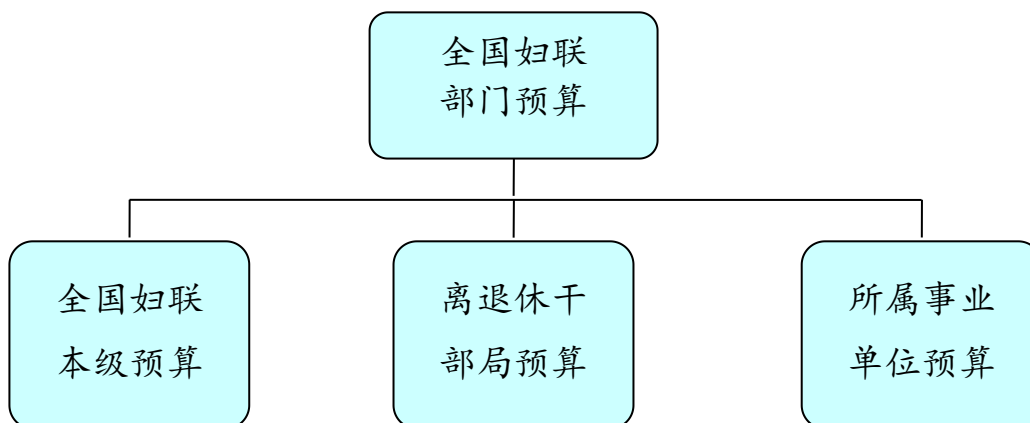 全国妇联
部门预算
全国妇联
本级预算
离退休干
部局预算
所属事业
单位预算